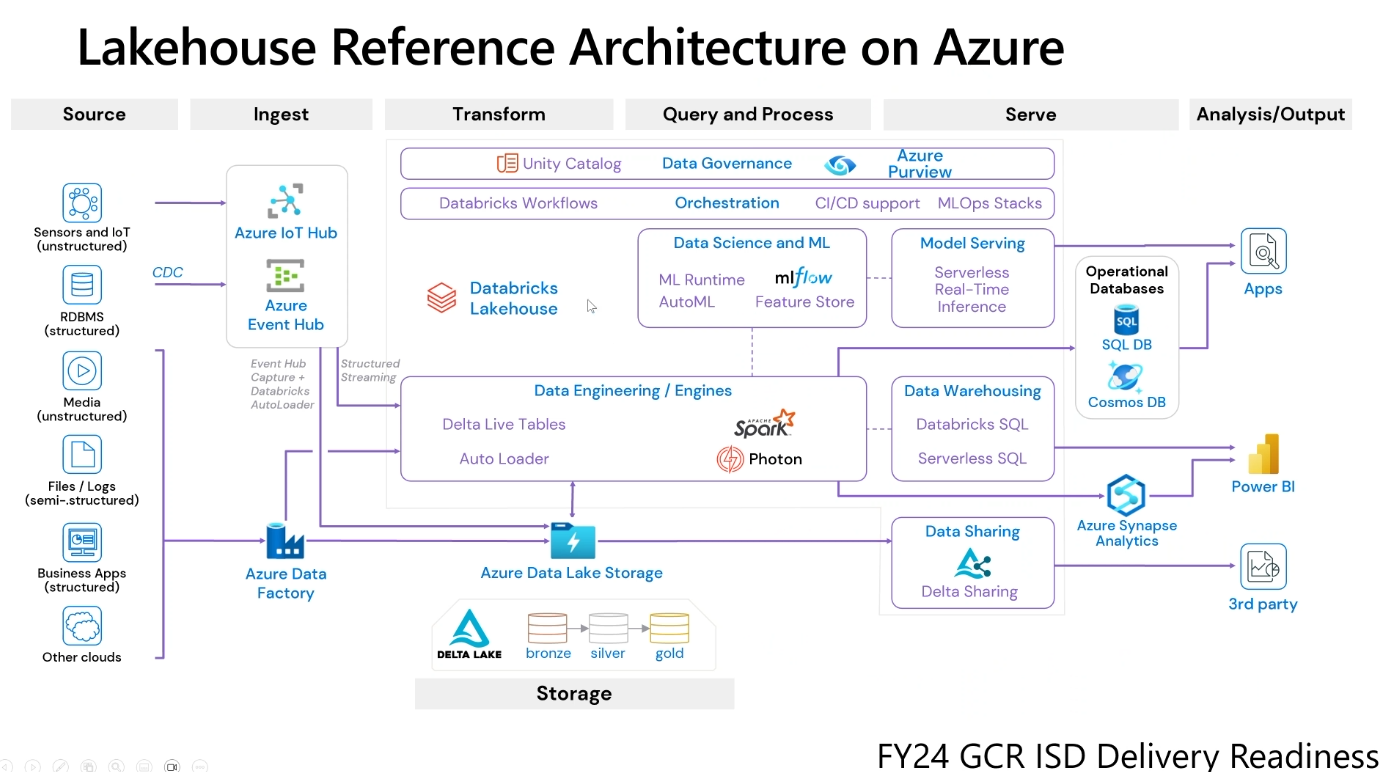 Lakehouse Reference Architecture on Azure
Source
Ingest
Transform
Query and Process
Serve
Analysis/Output
Unity Catalog
Data Governance
Azure
Purview
Databricks Workflows
Orchestration
CI/CD support
MLOps Stacks
Sensors and IoT
(unstructured)
CDC
RDBMS
(structured)
Media
(unstructured)
Files / Logs
(semi-.structured)
Business Apps
(structured)
Other clouds
Azure IoT Hub
Azure
Event Hub
Event Hub
Capture +
Databricks
AutoLoader
Structured
Streaming
Azure Data
Factory
Databricks
Lakehouse
Data Science and ML
ML Runtime
mlflow
AutoML
Feature Store
Model Serving
Serverless
Real-Time
Inference
Data Engineering / Engines
Delta Live Tables
APACHE
Spark
Auto Loader
Photon
Data Warehousing
Databricks SQL
Serverless SQL
Operational
Databases
SQL
SQL DB
Cosmos DB
Azure Synapse
Analytics
Azure Data Lake Storage
Data Sharing
Delta Sharing
Apps
Power BI
3rd party
DELTA LAKE
bronze
silver
gold
Storage
FY24 GCR ISD Delivery Readiness